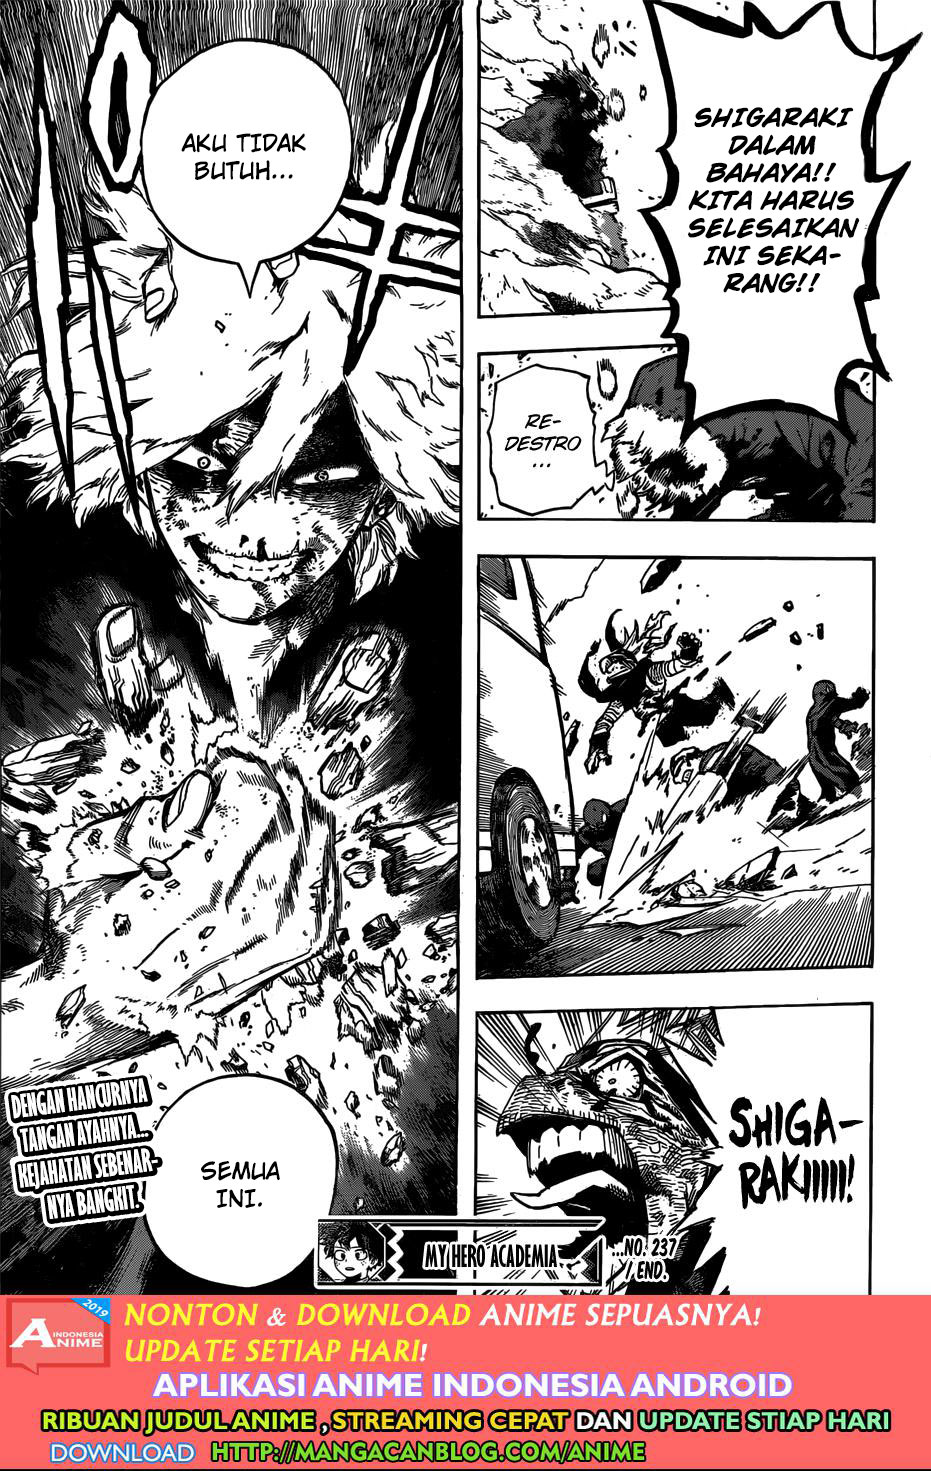 SHIGARAKI
DALAM
BAHAYA!!
KITA HARUS
SELESAIKAN
INI SEKA-
RANG!!
RE-
DESTRO
...
SHIGA-
RAKIIIII!
AKU TIDAK
BUTUH...
SEMUA
INI.
DENGAN HANCURNYA
TANGAN AYAHNYA...
KEJAHATAN SEBENAR-
NYA BANGKIT.
MY HERO ACADEMIA
...NO. 237
/ END.
2019
INDONESIA
ANIME
NONTON & DOWNLOAD ANIME SEPUASNYA!
UPDATE SETIAP HARI!
APLIKASI ANIME INDONESIA ANDROID
RIBUAN JUDUL ANIME , STREAMING CEPAT DAN UPDATE STIAP HARI
DOWNLOAD HTTP://MANGACANBLOG.COM/ANIME